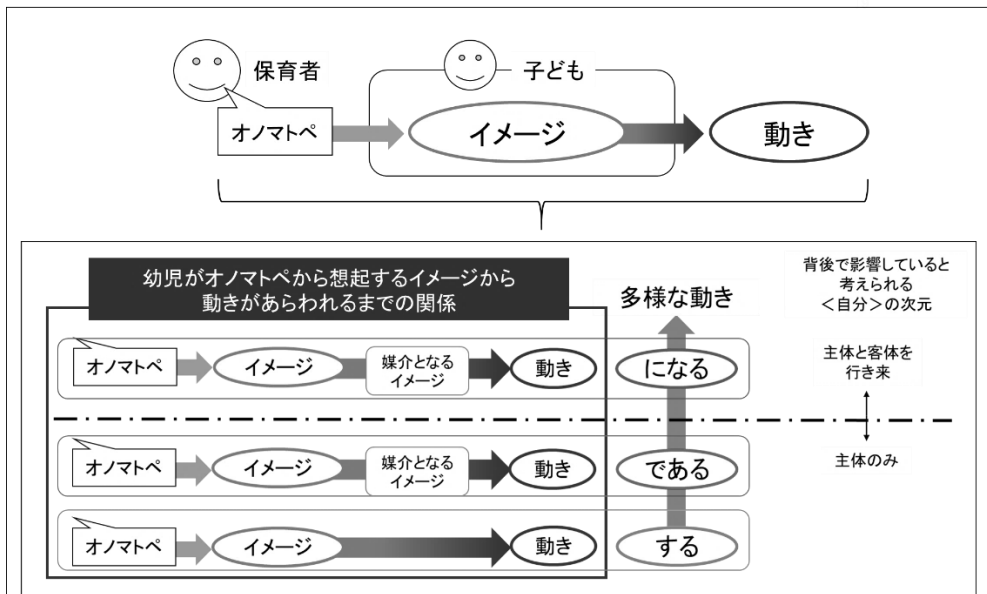 保育者
子ども
オノマトペ
イメージ
動き
幼児がオノマトペから想起するイメージから
動きがあらわれるまでの関係
多様な動き
背後で影響していると
考えられる
<自分>の次元
オノマトペ
イメージ
媒介となる
イメージ
動き
になる
主体と客体を
行き来
オノマトペ
イメージ
媒介となる
イメージ
動き
である
主体のみ
オノマトペ
イメージ
動き
する